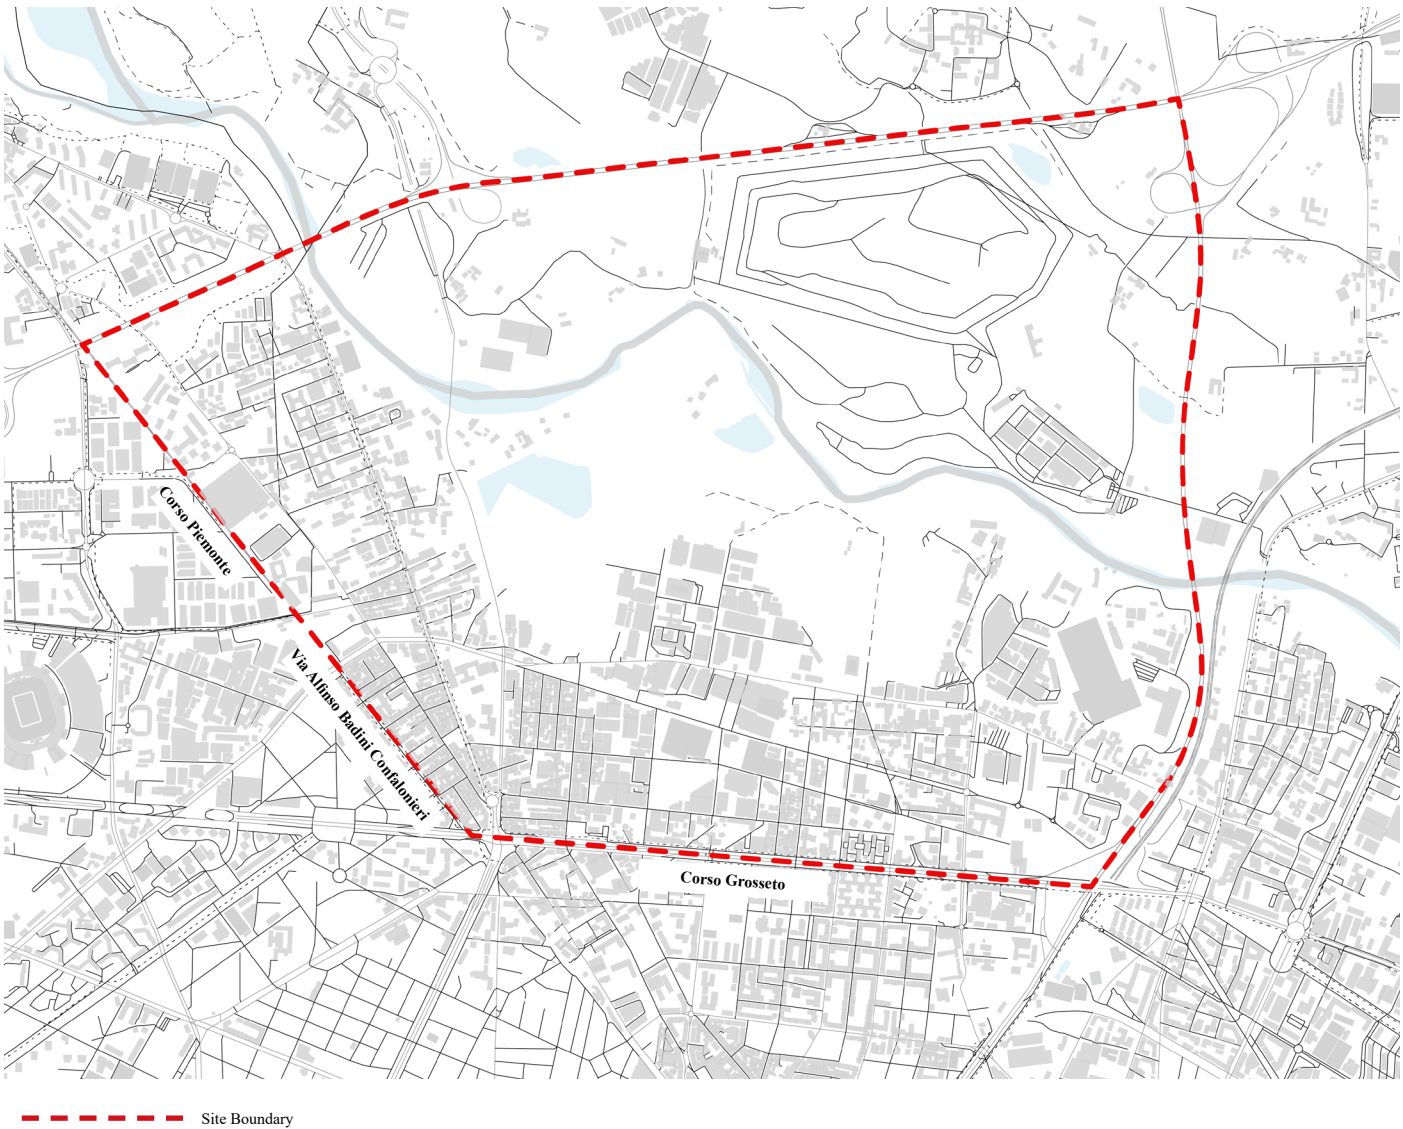 Corso Piemonte
Via Alfinso Badini Confalonieri
Corso Grosseto
Site Boundary